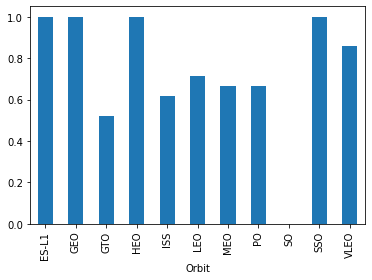 1.0
0.8
0.6
0.4
0.2
0.0
ES-L1
GEO
GTO
HEO
ISS
LEO
MEO
PO
SO
SSO
VLEO
Orbit